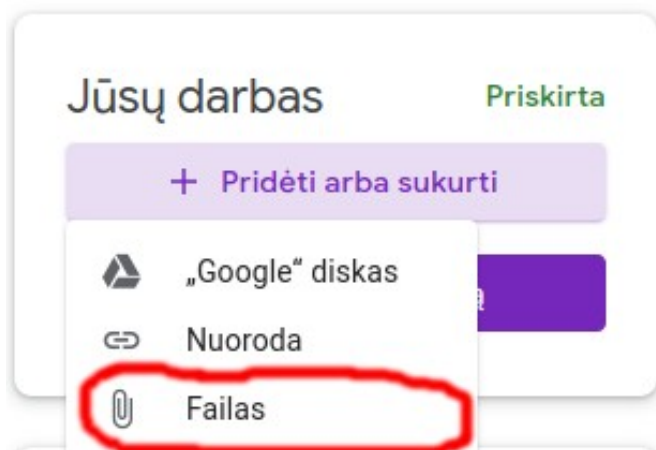 Jūsų darbas Priskirta
+ Pridėti arba sukurti
„Google“ diskas
Nuoroda
Failas